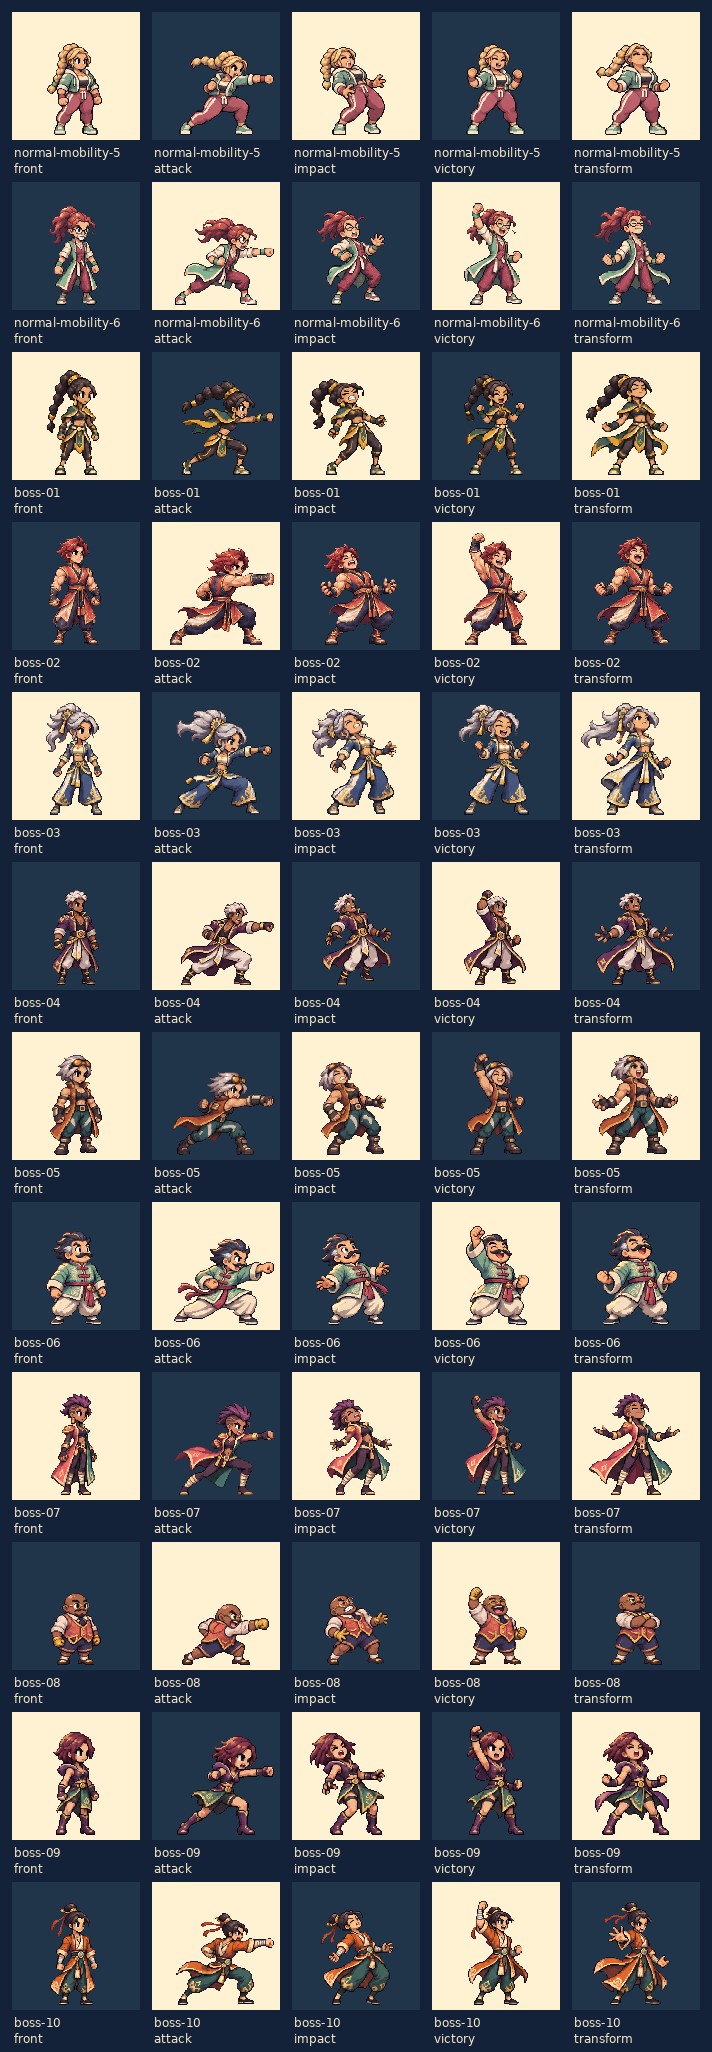 normal-mobility-5 normal-mobility-5 normal-mobility-5 normal-mobility-5 normal-mobility-5
front attack impact victory transform
normal-mobility-6 normal-mobility-6 normal-mobility-6 normal-mobility-6 normal-mobility-6
front attack impact victory transform
boss-01 boss-01 boss-01 boss-01 boss-01
front attack impact victory transform
boss-02 boss-02 boss-02 boss-02 boss-02
front attack impact victory transform
boss-03 boss-03 boss-03 boss-03 boss-03
front attack impact victory transform
boss-04 boss-04 boss-04 boss-04 boss-04
front attack impact victory transform
boss-05 boss-05 boss-05 boss-05 boss-05
front attack impact victory transform
boss-06 boss-06 boss-06 boss-06 boss-06
front attack impact victory transform
boss-07 boss-07 boss-07 boss-07 boss-07
front attack impact victory transform
boss-08 boss-08 boss-08 boss-08 boss-08
front attack impact victory transform
boss-09 boss-09 boss-09 boss-09 boss-09
front attack impact victory transform
boss-10 boss-10 boss-10 boss-10 boss-10
front attack impact victory transform